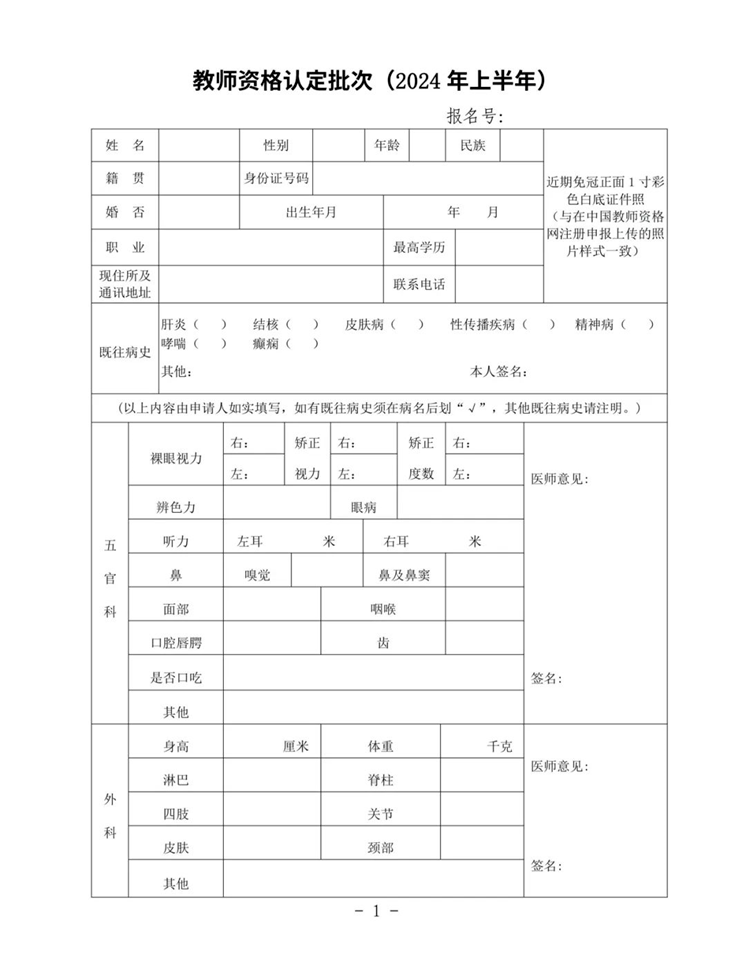 教师资格认定批次（2024 年上半年）
报名号:
姓 名 性别 年龄 民族
籍 贯 身份证号码
近期免冠正面 1 寸彩
色白底证件照
（与在中国教师资格
网注册申报上传的照
片样式一致）
婚 否 出生年月 年 月
职 业 最高学历
现住所及
通讯地址
联系电话
既往病史
肝炎（ ） 结核（ ） 皮肤病（ ） 性传播疾病（ ） 精神病（ ）
哮喘（ ） 癫痫（ ）
其他: 本人签名:
(以上内容由申请人如实填写，如有既往病史须在病名后划“√”，其他既往病史请注明。)
五官科
裸眼视力 右: 矫正 右: 矫正 右:
左: 视力 左: 度数 左:
医师意见:
辨色力 眼病
听力 左耳 米 右耳 米
鼻 嗅觉 鼻及鼻窦
面部 咽喉
口腔唇腭 齿
是否口吃
签名:
其他
外科
身高 厘米 体重 千克
医师意见:
淋巴 脊柱
四肢 关节
皮肤 颈部
签名:
其他
- 1 -